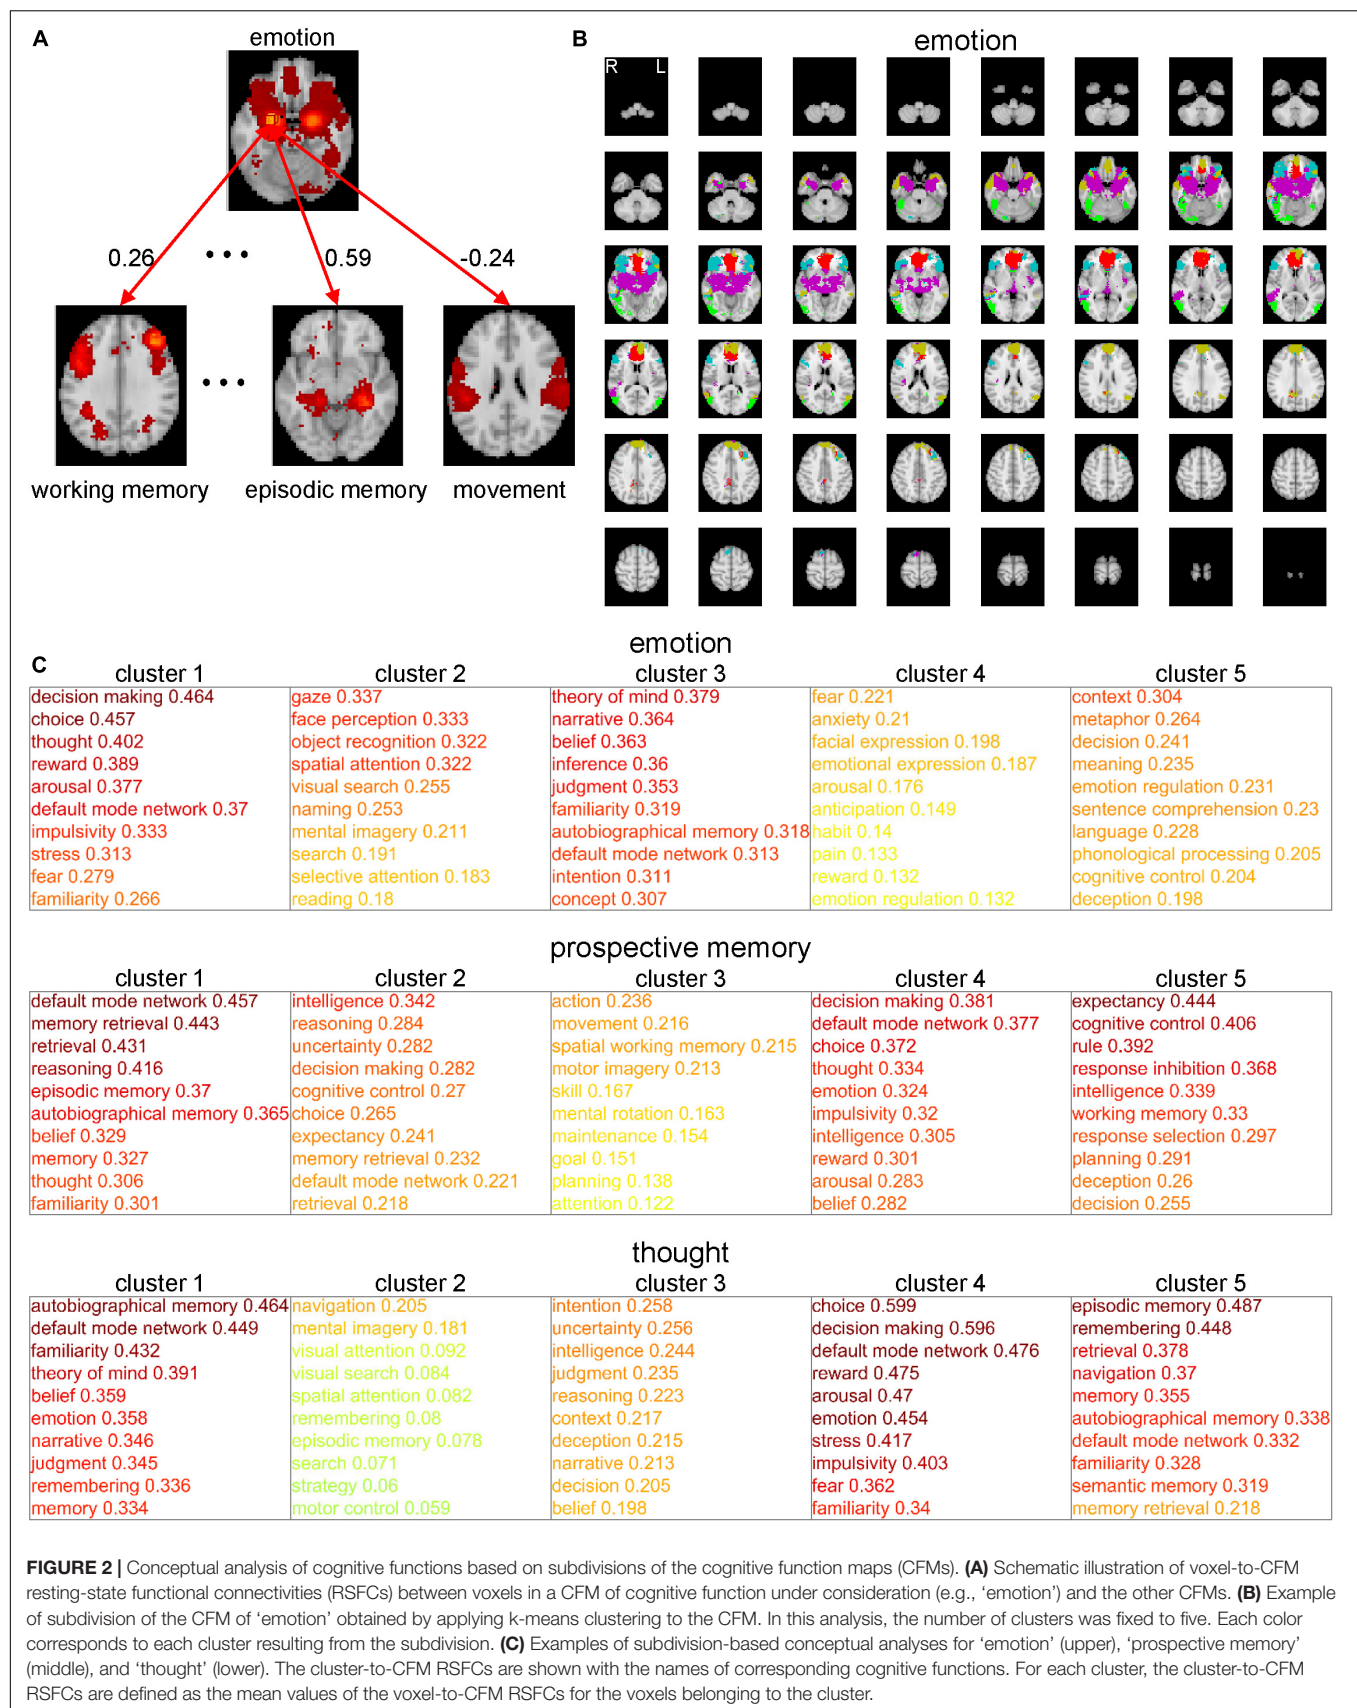 A
emotion
0.26
• • •
0.59
-0.24
• • •
working memory
episodic memory
movement
B
emotion
R L
C
emotion
cluster 1
decision making 0.464
choice 0.457
thought 0.402
reward 0.389
arousal 0.377
default mode network 0.37
impulsivity 0.333
stress 0.313
fear 0.279
familiarity 0.266
cluster 2
gaze 0.337
face perception 0.333
object recognition 0.322
spatial attention 0.322
visual search 0.255
naming 0.253
mental imagery 0.211
search 0.191
selective attention 0.183
reading 0.18
cluster 3
theory of mind 0.379
narrative 0.364
belief 0.363
inference 0.36
judgment 0.353
familiarity 0.319
autobiographical memory 0.318
default mode network 0.313
intention 0.311
concept 0.307
cluster 4
fear 0.221
anxiety 0.21
facial expression 0.198
emotional expression 0.187
arousal 0.176
anticipation 0.149
habit 0.14
pain 0.133
reward 0.132
emotion regulation 0.132
cluster 5
context 0.304
metaphor 0.264
decision 0.241
meaning 0.235
emotion regulation 0.231
sentence comprehension 0.23
language 0.228
phonological processing 0.205
cognitive control 0.204
deception 0.198
prospective memory
cluster 1
default mode network 0.457
memory retrieval 0.443
retrieval 0.431
reasoning 0.416
episodic memory 0.37
autobiographical memory 0.365
belief 0.329
memory 0.327
thought 0.306
familiarity 0.301
cluster 2
intelligence 0.342
reasoning 0.284
uncertainty 0.282
decision making 0.282
cognitive control 0.27
choice 0.265
expectancy 0.241
memory retrieval 0.232
default mode network 0.221
retrieval 0.218
cluster 3
action 0.236
movement 0.216
spatial working memory 0.215
motor imagery 0.213
skill 0.167
mental rotation 0.163
maintenance 0.154
goal 0.151
planning 0.138
attention 0.122
cluster 4
decision making 0.381
default mode network 0.377
choice 0.372
thought 0.334
emotion 0.324
impulsivity 0.32
intelligence 0.305
reward 0.301
arousal 0.283
belief 0.282
cluster 5
expectancy 0.444
cognitive control 0.406
rule 0.392
response inhibition 0.368
intelligence 0.339
working memory 0.33
response selection 0.297
planning 0.291
deception 0.26
decision 0.255
thought
cluster 1
autobiographical memory 0.464
default mode network 0.449
familiarity 0.432
theory of mind 0.391
belief 0.359
emotion 0.358
narrative 0.346
judgment 0.345
remembering 0.336
memory 0.334
cluster 2
navigation 0.205
mental imagery 0.181
visual attention 0.092
visual search 0.084
spatial attention 0.082
remembering 0.08
episodic memory 0.078
search 0.071
strategy 0.06
motor control 0.059
cluster 3
intention 0.258
uncertainty 0.256
intelligence 0.244
judgment 0.235
reasoning 0.223
context 0.217
deception 0.215
narrative 0.213
decision 0.205
belief 0.198
cluster 4
choice 0.599
decision making 0.596
default mode network 0.476
reward 0.475
arousal 0.47
emotion 0.454
stress 0.417
impulsivity 0.403
fear 0.362
familiarity 0.34
cluster 5
episodic memory 0.487
remembering 0.448
retrieval 0.378
navigation 0.37
memory 0.355
autobiographical memory 0.338
default mode network 0.332
familiarity 0.328
semantic memory 0.319
memory retrieval 0.218
FIGURE 2 | Conceptual analysis of cognitive functions based on subdivisions of the cognitive function maps (CFMs). (A) Schematic illustration of voxel-to-CFM
resting-state functional connectivities (RSFCs) between voxels in a CFM of cognitive function under consideration (e.g., ‘emotion’) and the other CFMs. (B) Example
of subdivision of the CFM of ‘emotion’ obtained by applying k-means clustering to the CFM. In this analysis, the number of clusters was fixed to five. Each color
corresponds to each cluster resulting from the subdivision. (C) Examples of subdivision-based conceptual analyses for ‘emotion’ (upper), ‘prospective memory’
(middle), and ‘thought’ (lower). The cluster-to-CFM RSFCs are shown with the names of corresponding cognitive functions. For each cluster, the cluster-to-CFM
RSFCs are defined as the mean values of the voxel-to-CFM RSFCs for the voxels belonging to the cluster.